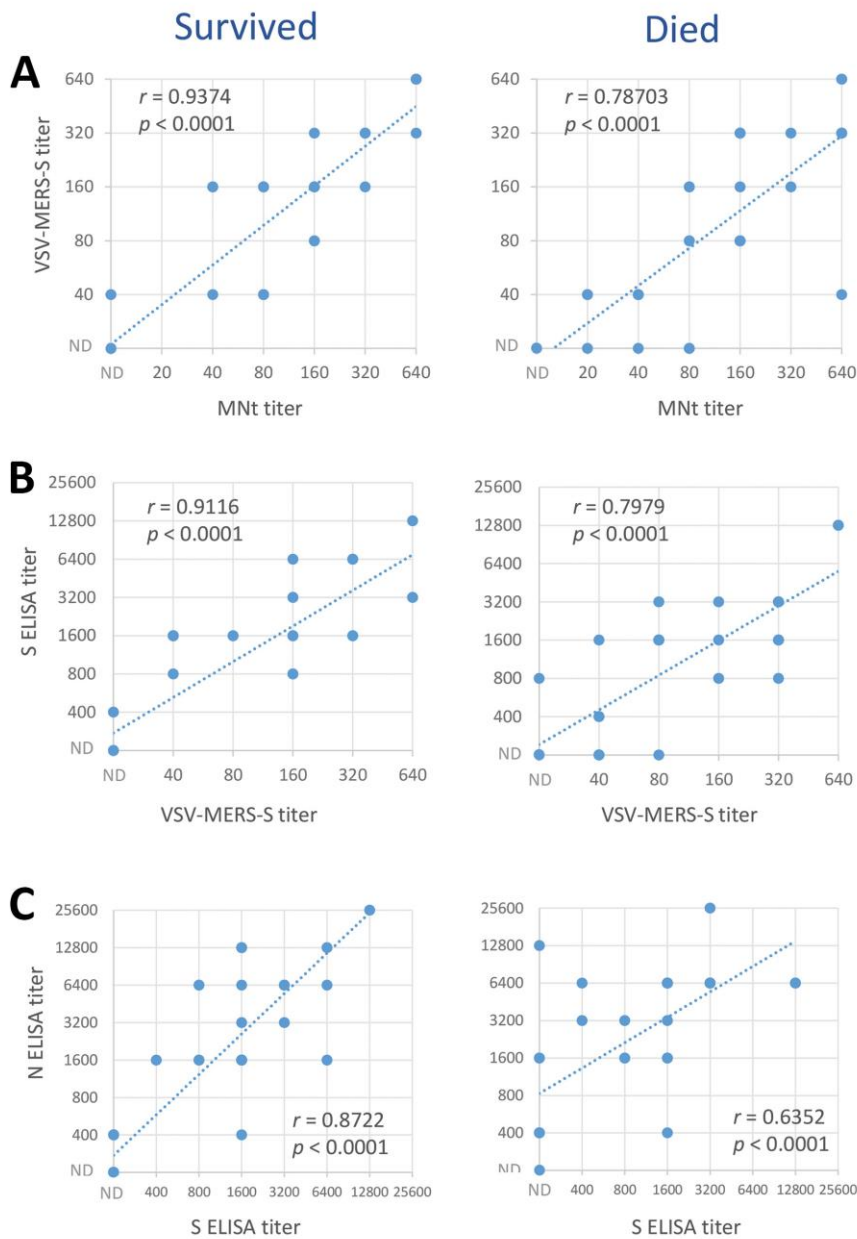 Survived Died
A
640
320
160
80
40
ND
VSV-MERS-S titer
r = 0.9374
p < 0.0001
ND 20 40 80 160 320 640
MNt titer
640
320
160
80
40
ND
r = 0.78703
p < 0.0001
ND 20 40 80 160 320 640
MNt titer
B
25600
12800
6400
3200
1600
800
400
ND
S ELISA titer
r = 0.9116
p < 0.0001
ND 40 80 160 320 640
VSV-MERS-S titer
25600
12800
6400
3200
1600
800
400
ND
r = 0.7979
p < 0.0001
ND 40 80 160 320 640
VSV-MERS-S titer
C
25600
12800
6400
3200
1600
800
400
ND
N ELISA titer
r = 0.8722
p < 0.0001
ND 400 800 1600 3200 6400 12800 25600
S ELISA titer
25600
12800
6400
3200
1600
800
400
ND
r = 0.6352
p < 0.0001
ND 400 800 1600 3200 6400 12800 25600
S ELISA titer